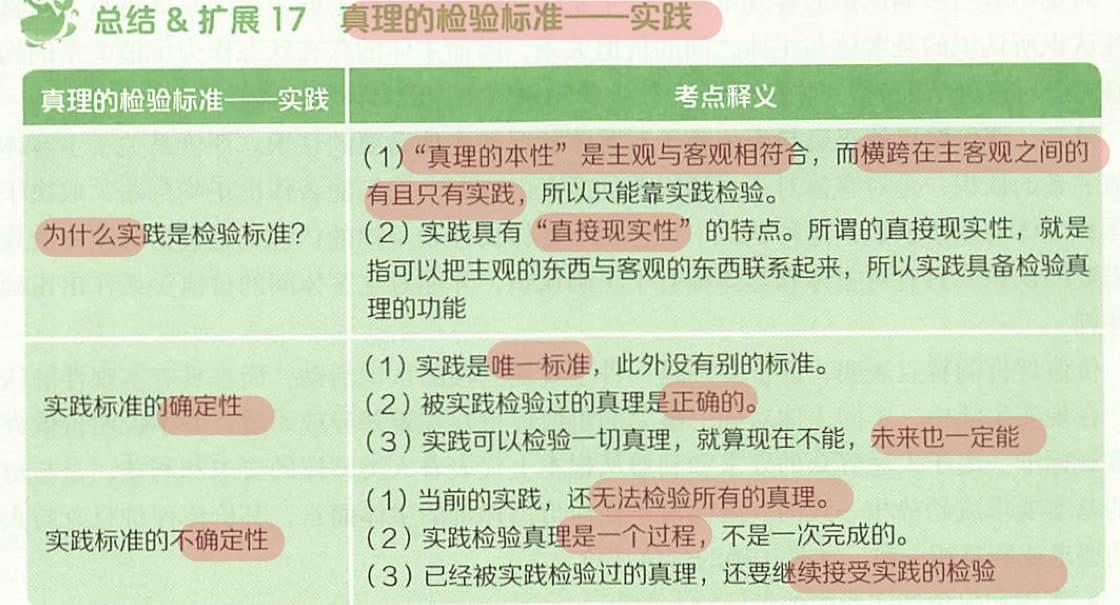 总结 & 扩展 17 真理的检验标准——实践
真理的检验标准——实践
考点释义
为什么实践是检验标准?
(1)“真理的本性”是主观与客观相符合，而横跨在主客观之间的
有且只有实践，所以只能靠实践检验。
(2) 实践具有“直接现实性”的特点。所谓的直接现实性，就是
指可以把主观的东西与客观的东西联系起来，所以实践具备检验真
理的功能
实践标准的确定性
(1) 实践是唯一标准，此外没有别的标准。
(2) 被实践检验过的真理是正确的。
(3) 实践可以检验一切真理，就算现在不能，未来也一定能
实践标准的不确定性
(1) 当前的实践，还无法检验所有的真理。
(2) 实践检验真理是一个过程，不是一次完成的。
(3) 已经被实践检验过的真理，还要继续接受实践的检验